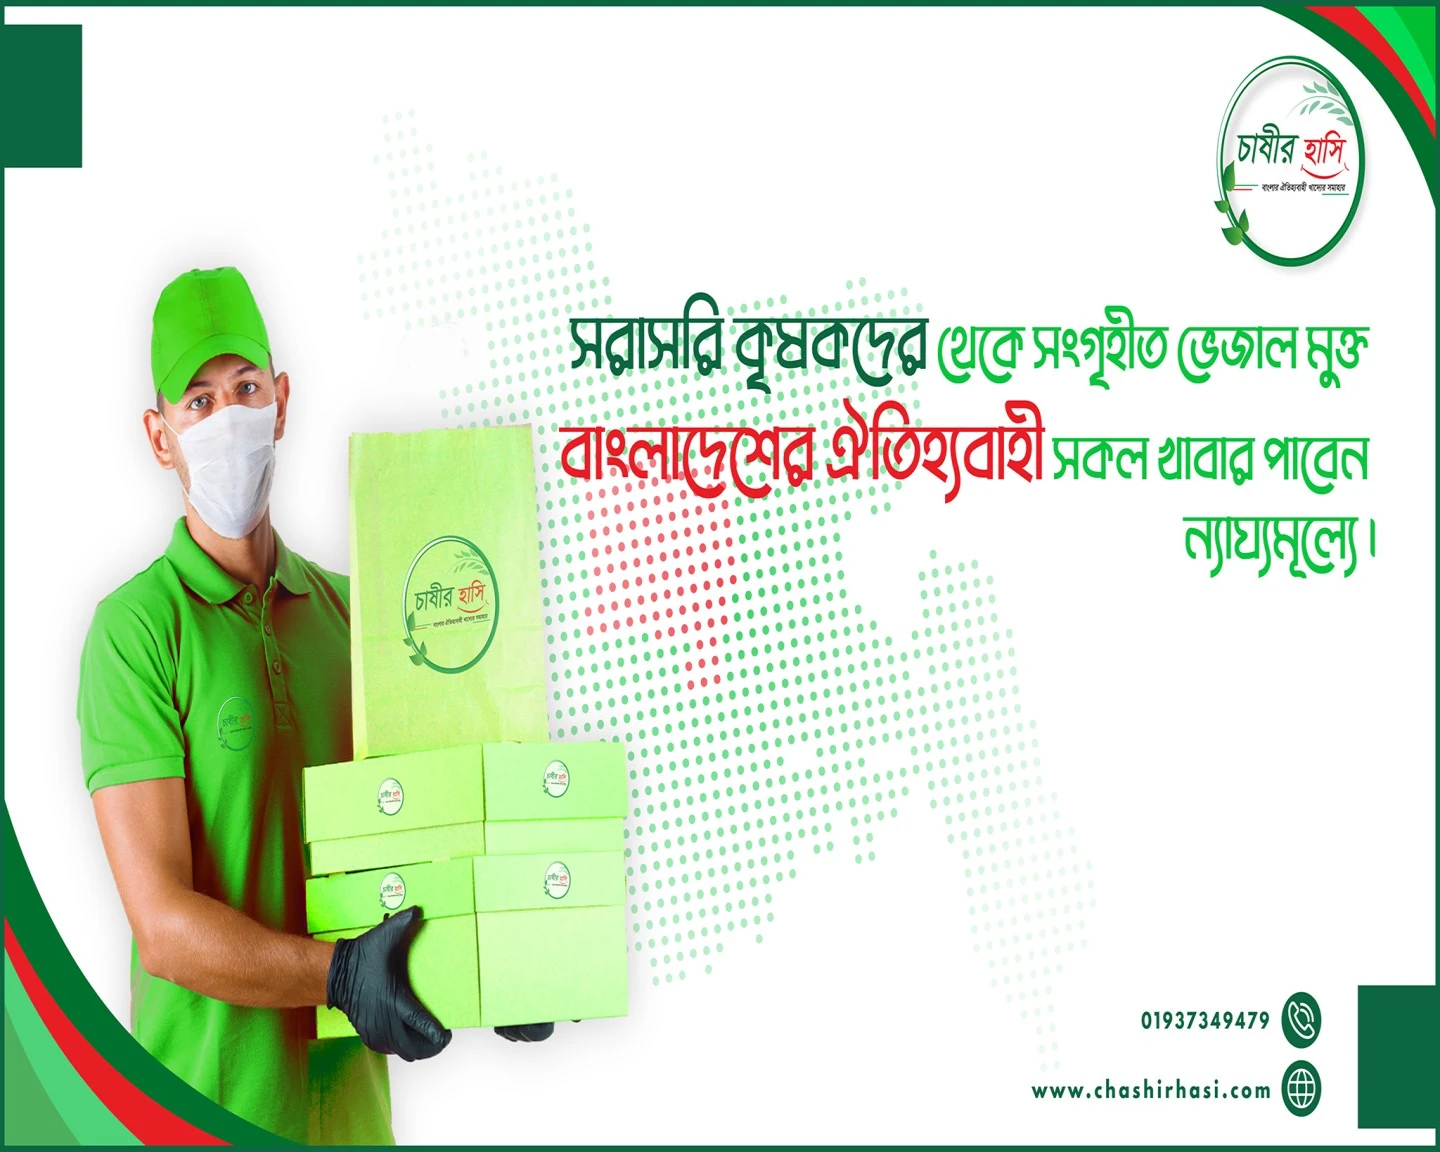 চাষীর হাসি
বাংলার ঐতিহ্যবাহী খাদ্যের সমাহার
সরাসরি কৃষকদের থেকে সংগৃহীত ভেজাল মুক্ত
বাংলাদেশের ঐতিহ্যবাহী সকল খাবার পাবেন
ন্যায্যমূল্যে।
চাষীর হাসি
বাংলার ঐতিহ্যবাহী খাদ্যের সমাহার
চাষীর হাসি
চাষীর হাসি
চাষীর হাসি
চাষীর হাসি
চাষীর হাসি
01937349479
www.chashirhasi.com